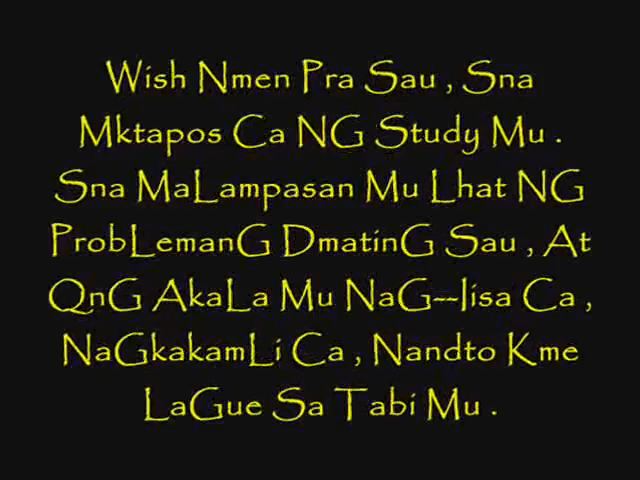 Wish Nmen Pra Sau , Sna
Mktapos Ca NG Study Mu .
Sna MaLampasan Mu Lhat NG
ProbLemanG DmatinG Sau , At
QnG AkaLa Mu NaG--Iisa Ca ,
NaGkakamLi Ca , Nandto Kme
LaGue Sa Tabi Mu .